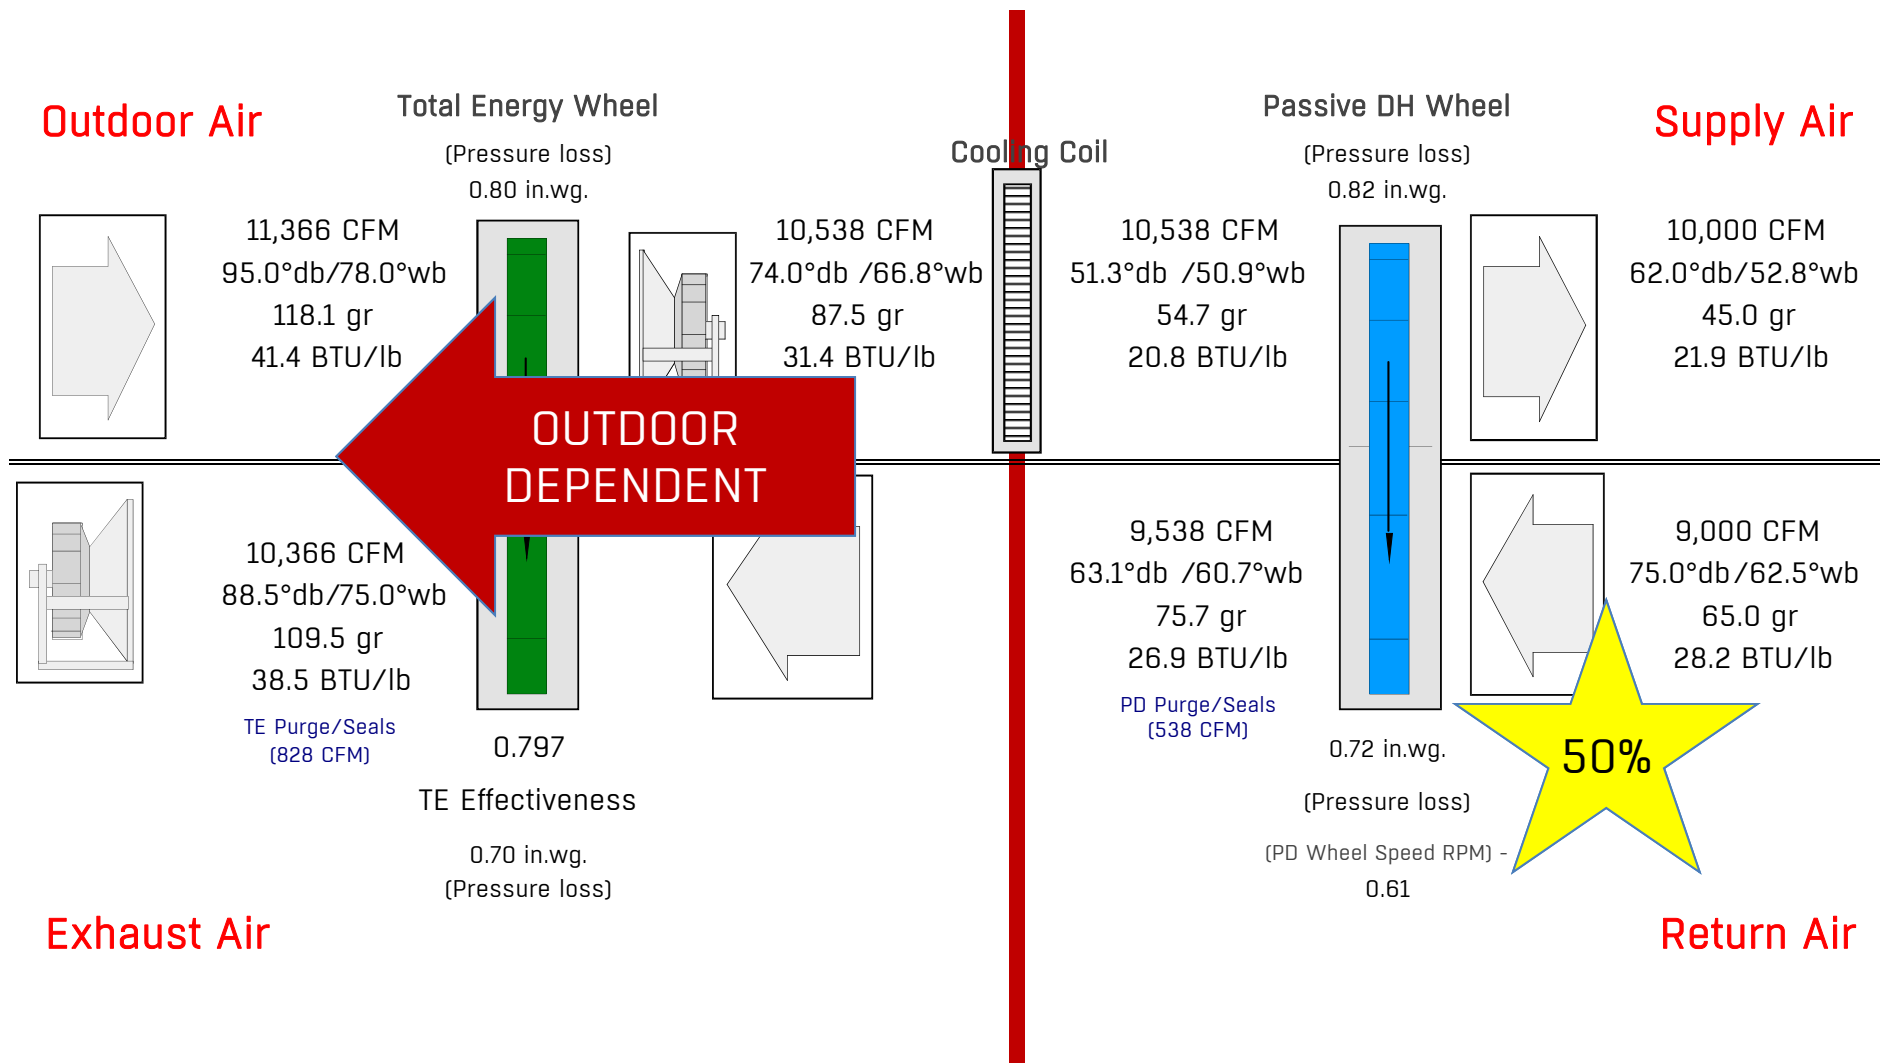 Outdoor Air
Total Energy Wheel
(Pressure loss)
0.80 in.wg.
Cooling Coil
Passive DH Wheel
(Pressure loss)
0.82 in.wg.
Supply Air
11,366 CFM
95.0°db/78.0°wb
118.1 gr
41.4 BTU/lb
10,538 CFM
74.0°db /66.8°wb
87.5 gr
31.4 BTU/lb
10,538 CFM
51.3°db /50.9°wb
54.7 gr
20.8 BTU/lb
10,000 CFM
62.0°db/52.8°wb
45.0 gr
21.9 BTU/lb
OUTDOOR
DEPENDENT
10,366 CFM
88.5°db/75.0°wb
109.5 gr
38.5 BTU/lb
TE Purge/Seals
(828 CFM)
0.797
TE Effectiveness
0.70 in.wg.
(Pressure loss)
9,538 CFM
63.1°db /60.7°wb
75.7 gr
26.9 BTU/lb
PD Purge/Seals
(538 CFM)
0.72 in.wg.
(Pressure loss)
(PD Wheel Speed RPM) -
0.61
9,000 CFM
75.0°db/62.5°wb
65.0 gr
28.2 BTU/lb
50%
Exhaust Air
Return Air